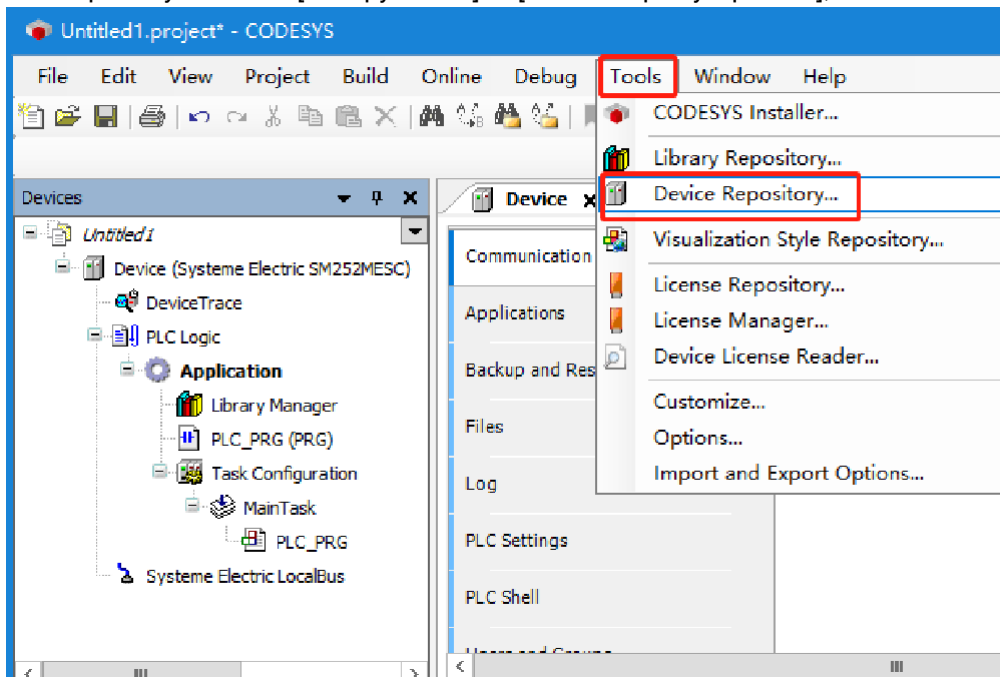 Untitled1.project* - CODESYS
File Edit View Project Build Online Debug Tools Window Help
CODESYS Installer...
Library Repository...
Device Repository...
Visualization Style Repository...
License Repository...
License Manager...
Device License Reader...
Customize...
Options...
Import and Export Options...
Devices
Untitled1
Device (Systeme Electric SM252MESC)
DeviceTrace
PLC Logic
Application
Library Manager
PLC_PRG (PRG)
Task Configuration
MainTask
PLC_PRG
Systeme Electric LocalBus
Device
Communication
Applications
Backup and Res
Files
Log
PLC Settings
PLC Shell